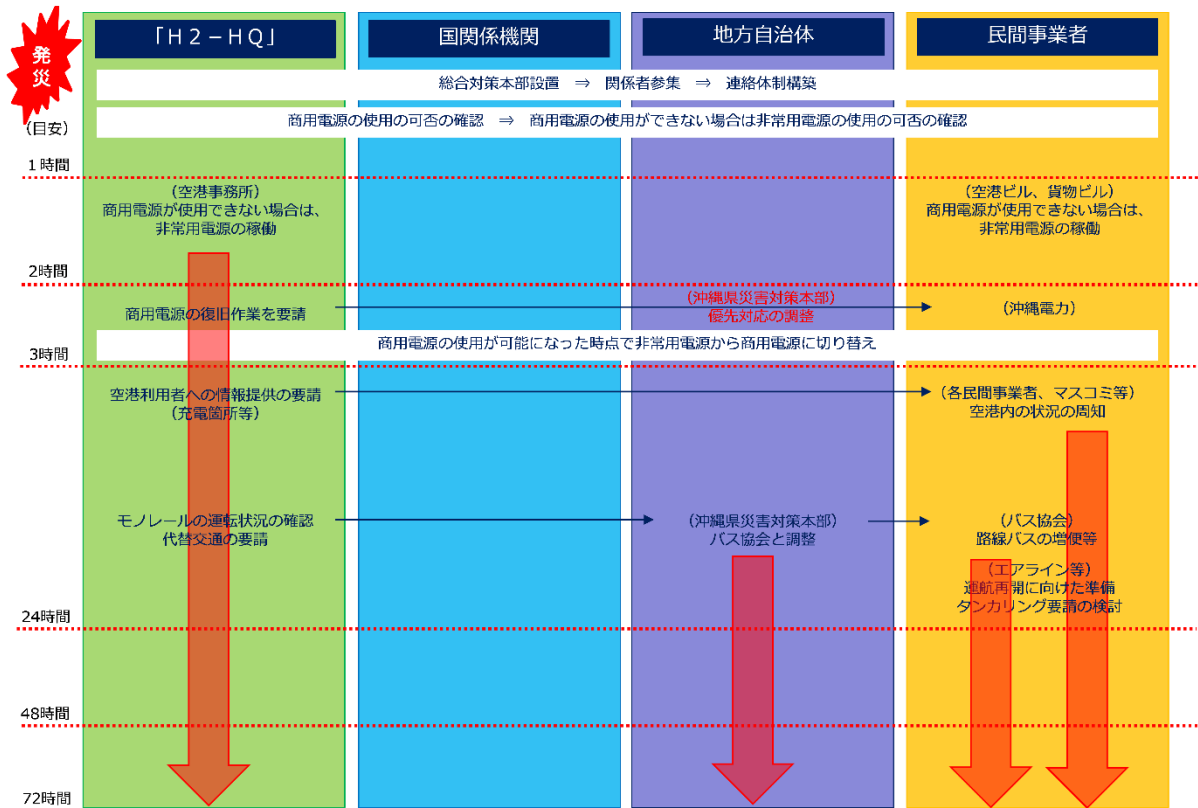 発災
「H2-HQ」
国関係機関
地方自治体
民間事業者
総合対策本部設置 ⇒ 関係者参集 ⇒ 連絡体制構築
(目安)
商用電源の使用の可否の確認 ⇒ 商用電源の使用ができない場合は非常用電源の使用の可否の確認
1時間
(空港事務所)
商用電源が使用できない場合は、
非常用電源の稼働
(空港ビル、貨物ビル)
商用電源が使用できない場合は、
非常用電源の稼働
2時間
商用電源の復旧作業を要請
(沖縄県災害対策本部)
優先対応の調整
(沖縄電力)
商用電源の使用が可能になった時点で非常用電源から商用電源に切り替え
3時間
空港利用者への情報提供の要請
(充電箇所等)
(各民間事業者、マスコミ等)
空港内の状況の周知
モノレールの運転状況の確認
代替交通の要請
(沖縄県災害対策本部)
バス協会と調整
(バス協会)
路線バスの増便等
(エアライン等)
運航再開に向けた準備
タンカリング要請の検討
24時間
48時間
72時間